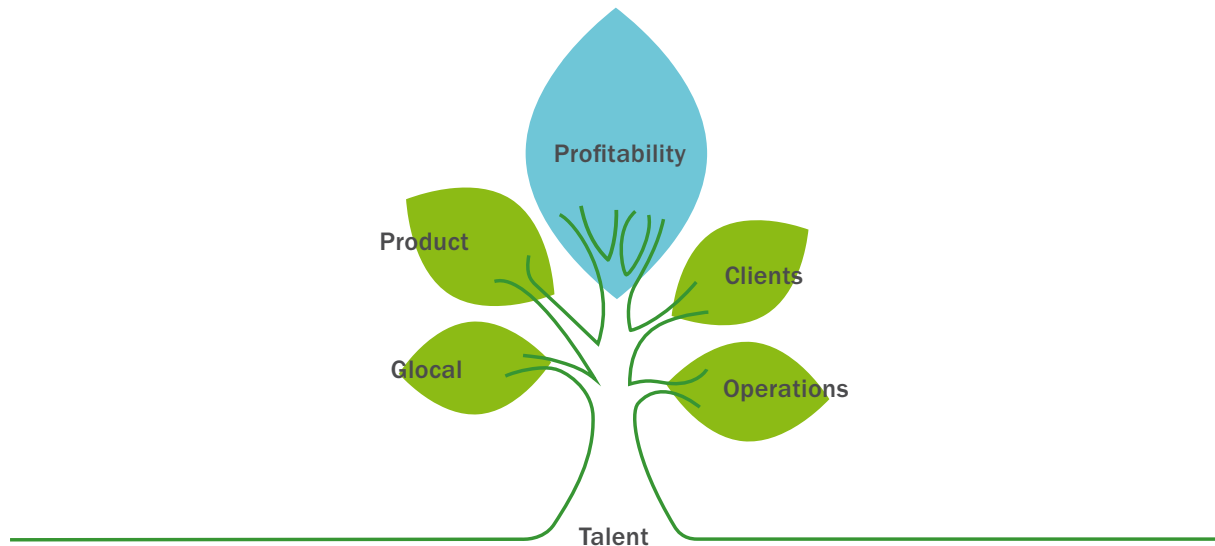 Profitability
Product
Clients
Glocal
Operations
Talent